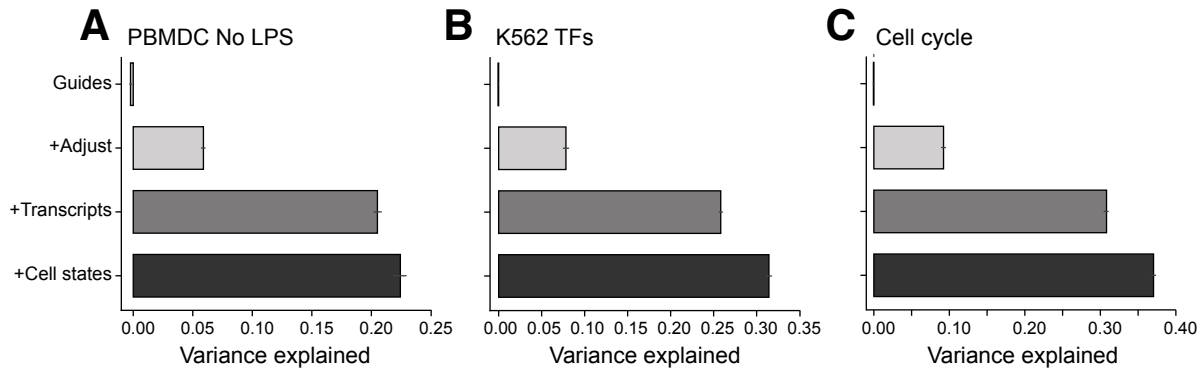 A PBMDC No LPS
Guides
+Adjust
+Transcripts
+Cell states
0.00 0.05 0.10 0.15 0.20 0.25
Variance explained
B K562 TFs
0.00 0.05 0.10 0.15 0.20 0.25 0.30 0.35
Variance explained
C Cell cycle
0.00 0.10 0.20 0.30 0.40
Variance explained